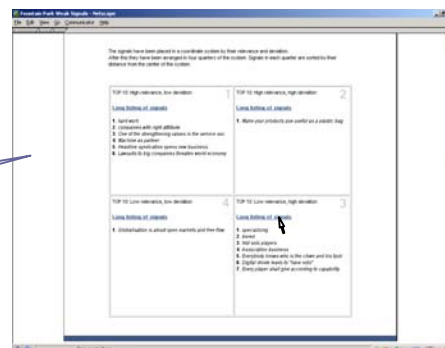 Fountain Park Weak Signals - Netscape
File Edit View Go Communicator Help
The signals have been placed in a coordinate system by their relevance and deviation.
After this they have been arranged in four quarters of the system. Signals in each quarter are sorted by their
distance from the center of the system.
TOP 10: High relevance, low deviation
1
Long listing of signals
1. hard work
2. companies with right attitude
3. One of the strengthening values in the service soc
4. Machine as partner
5. Headline syndication opens new business
6. Lawsuits to big companies threaten world economy
TOP 10: High relevance, high deviation
2
Long listing of signals
1. Make your products use useful as a plastic bag
TOP 10: Low relevance, low deviation
4
Long listing of signals
1. Globalisation is about open markets and free flow
TOP 10: Low relevance, high deviation
3
Long listing of signals
1. specializing
2. bored
3. Not solo players
4. Association business
5. Everybody knows who is the citizen and his boss
6. Digital divide leads to "have nots"
7. Every player shall give according to capability